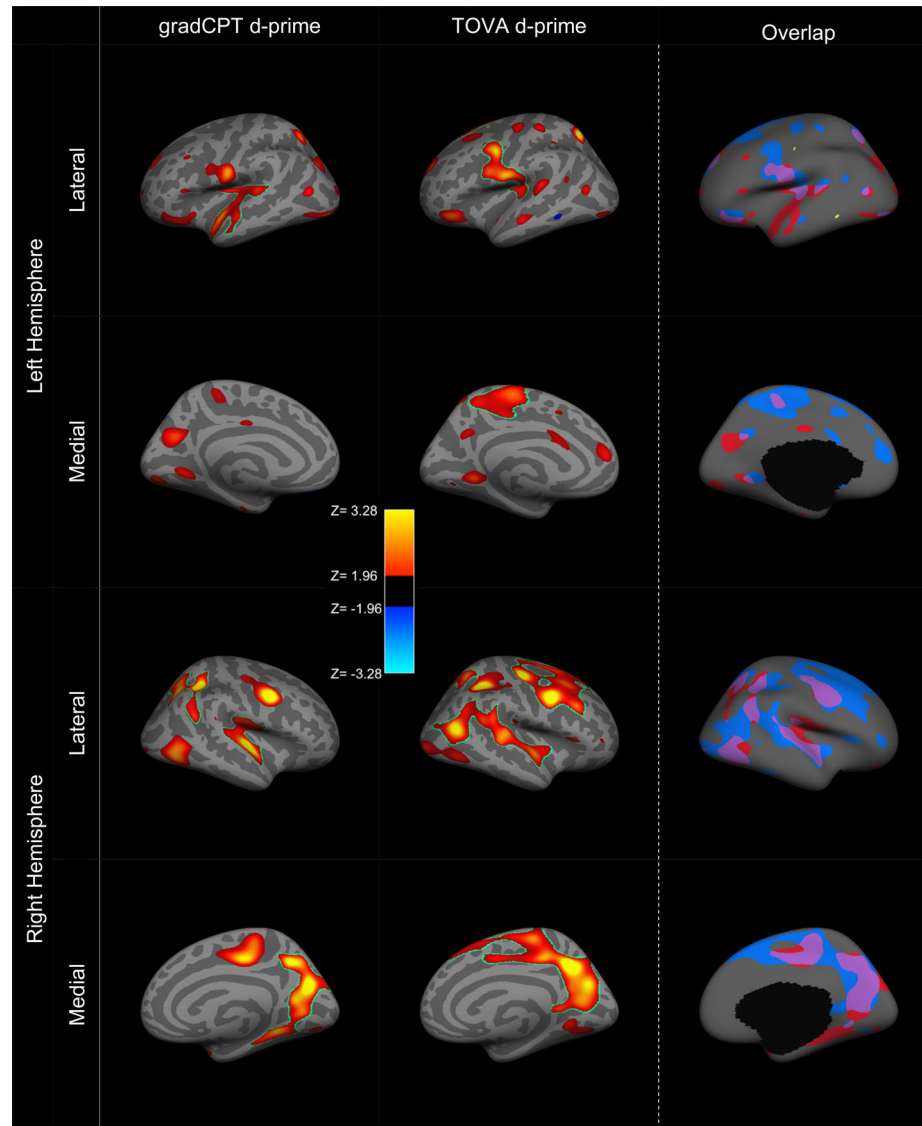 gradCPT d-prime
TOVA d-prime
Overlap
Left Hemisphere
Lateral
Medial
Z= 3.28
Z= 1.96
Z= -1.96
Z= -3.28
Right Hemisphere
Lateral
Medial